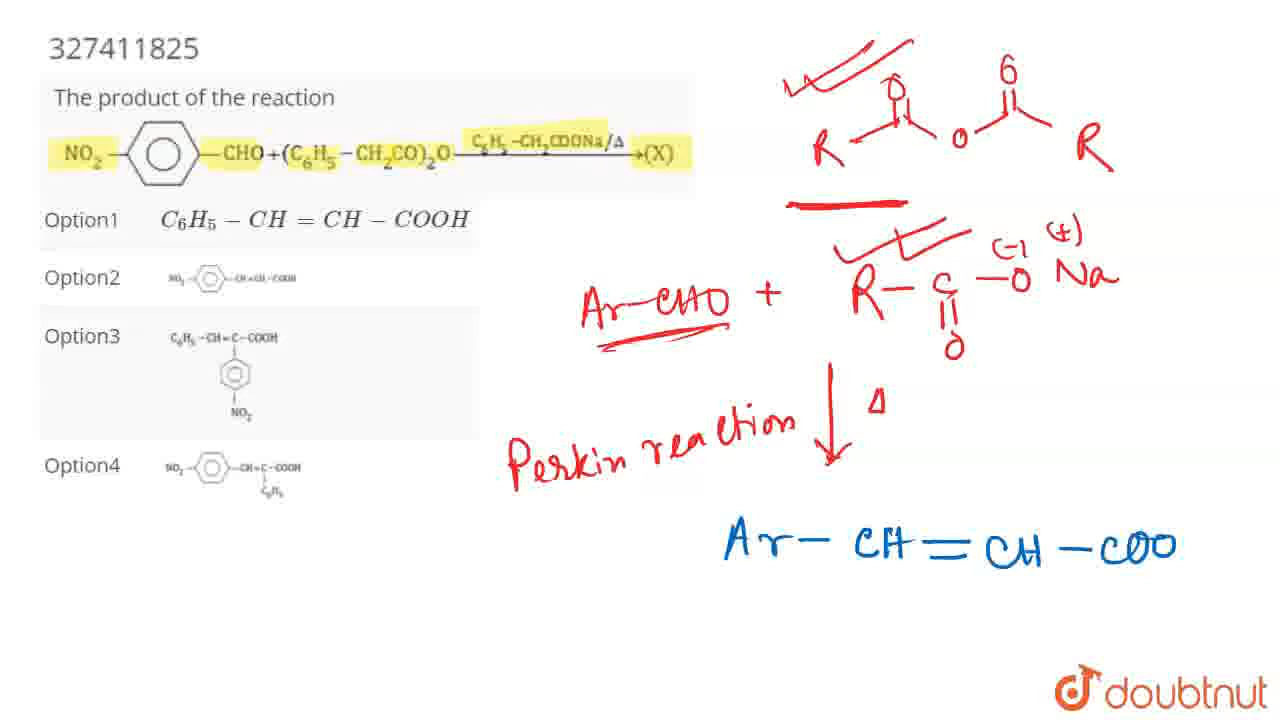 327411825
The product of the reaction
NO₂ CHO+(C₆H₅-CH₂CO)₂O C₆H₅-CH₂COONa/Δ (X)
Option1 C₆H₅ - CH = CH - COOH
Option2 NO₂ CH=CH-COOH
Option3 C₆H₅-CH=C-COOH
NO₂
Option4 NO₂ CH=C-COOH
C₆H₅
O O
R O R
(-) (+)
Ar-CHO + R-C-O Na
O
Perkin reaction Δ
Ar-CH=CH-COO
doubtnut